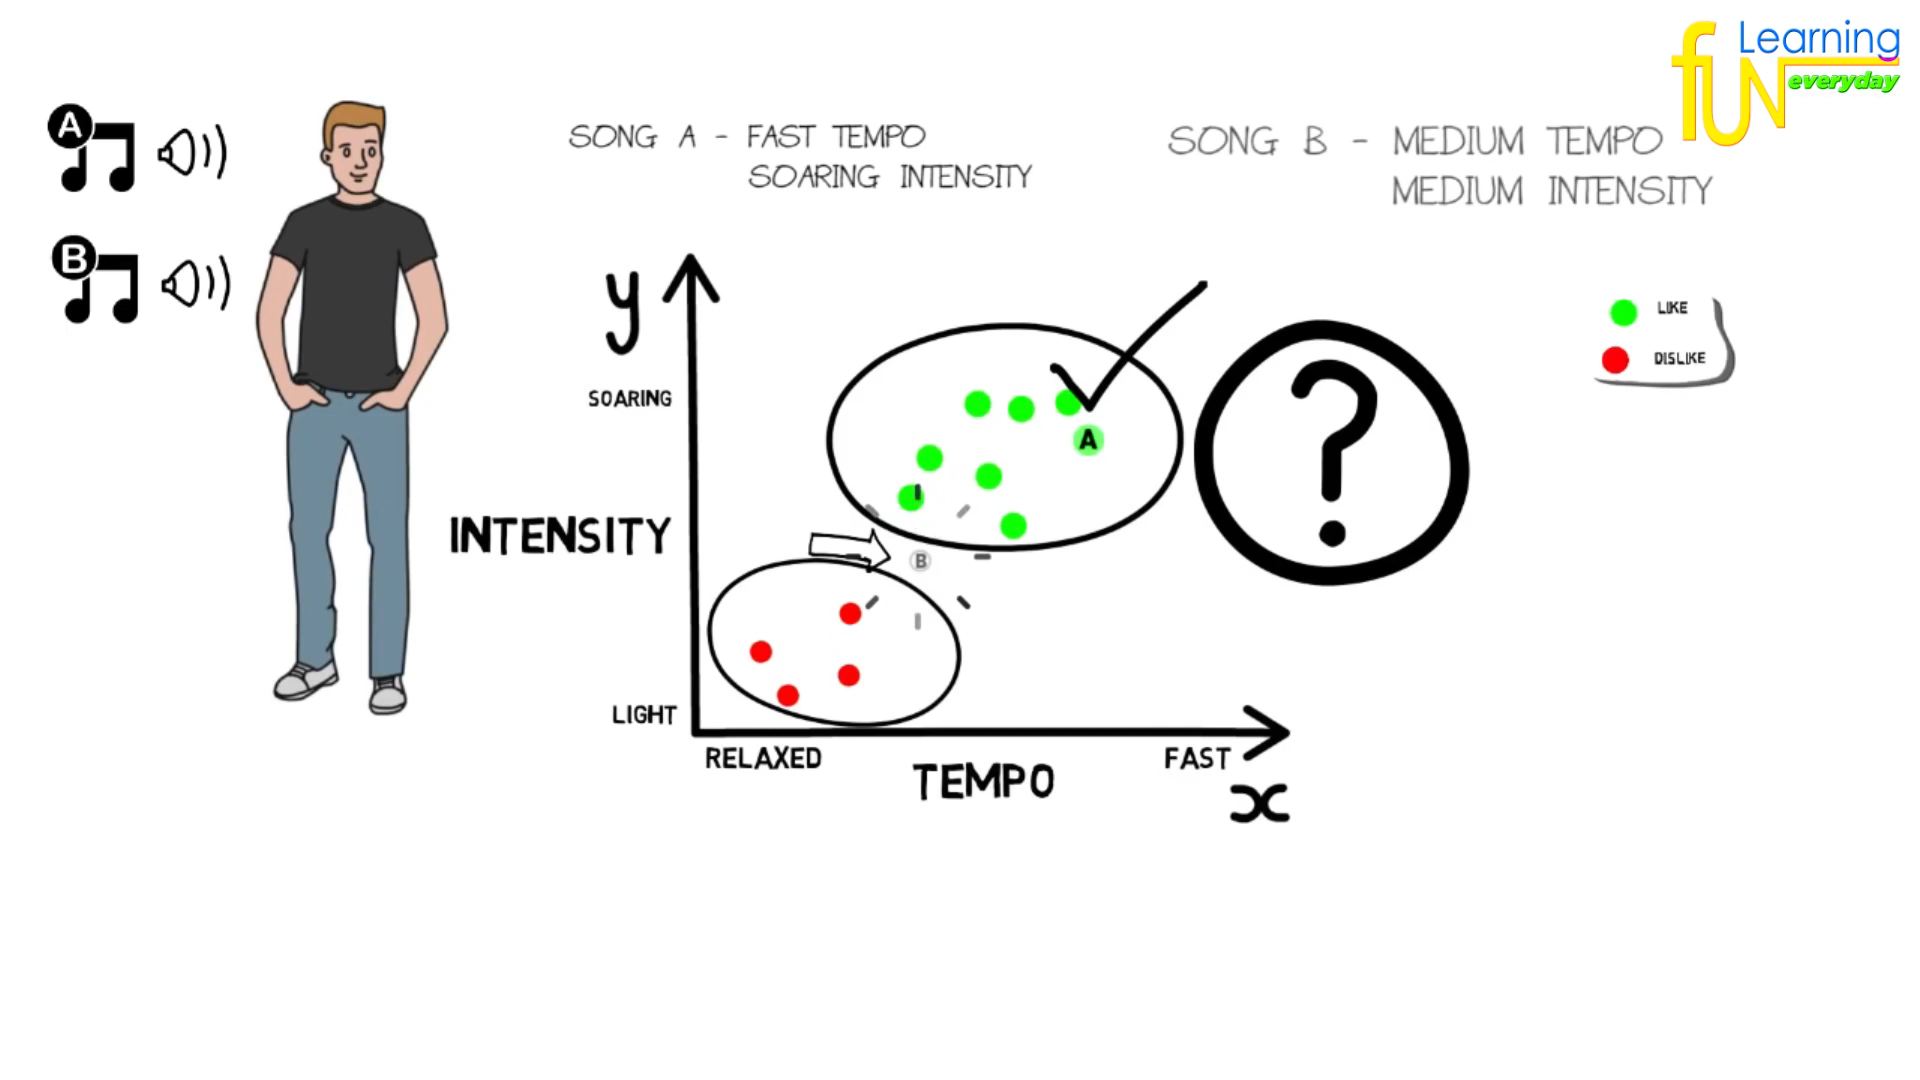 Learning
fUN
everyday
A
B
SONG A - FAST TEMPO
SOARING INTENSITY
SONG B - MEDIUM TEMPO
MEDIUM INTENSITY
y
LIKE
DISLIKE
SOARING
?
A
INTENSITY
B
LIGHT
RELAXED
FAST
TEMPO
x